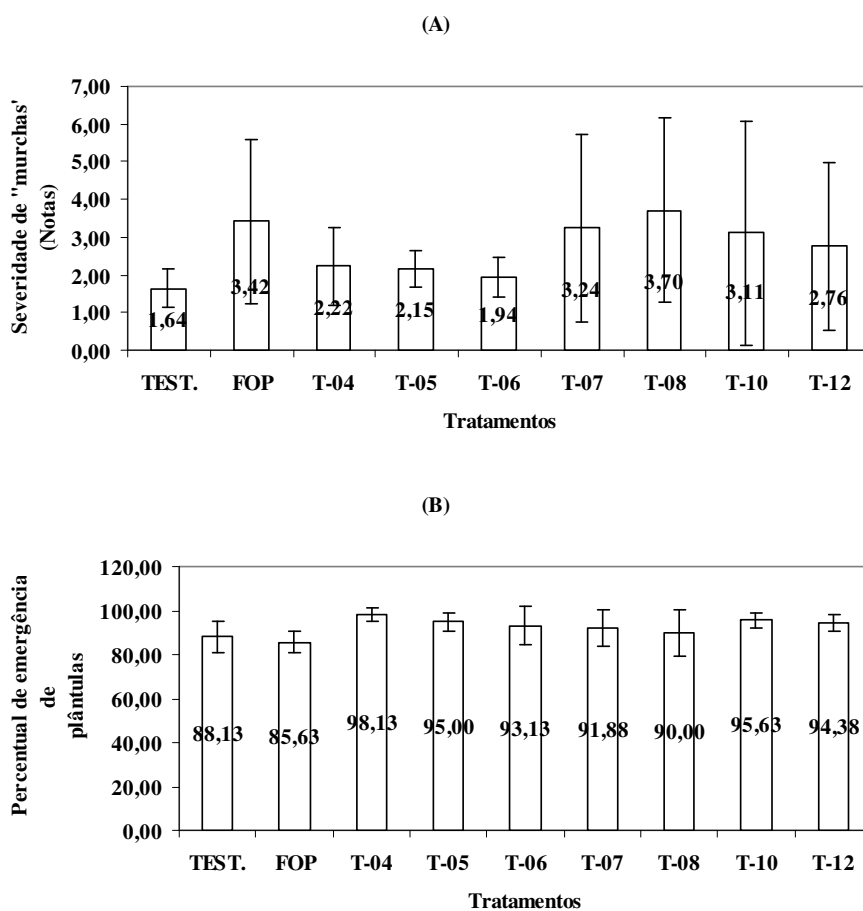 (A)
Severidade de "murchas'
(Notas)
7,00
6,00
5,00
4,00
3,00
2,00
1,00
0,00
1,64
3,42
2,22
2,15
1,94
3,24
3,70
3,11
2,76
TEST.
FOP
T-04
T-05
T-06
T-07
T-08
T-10
T-12
Tratamentos
(B)
Percentual de emergência
de
plântulas
120,00
100,00
80,00
60,00
40,00
20,00
0,00
88,13
85,63
98,13
95,00
93,13
91,88
90,00
95,63
94,38
TEST.
FOP
T-04
T-05
T-06
T-07
T-08
T-10
T-12
Tratamentos